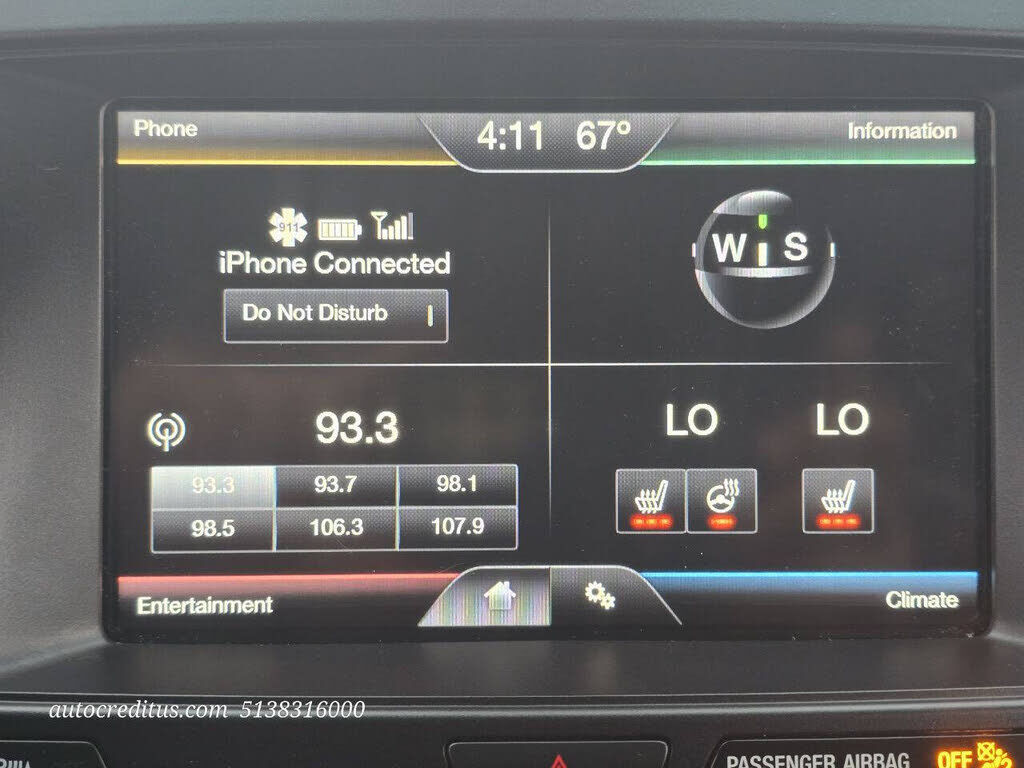 Phone
4:11 67º
Information
911
iPhone Connected
Do Not Disturb
W S
93.3
93.3 93.7 98.1
98.5 106.3 107.9
LO LO
Entertainment
Climate
autocreditus.com 5138316000
PASSENGER AIRBAG OFF